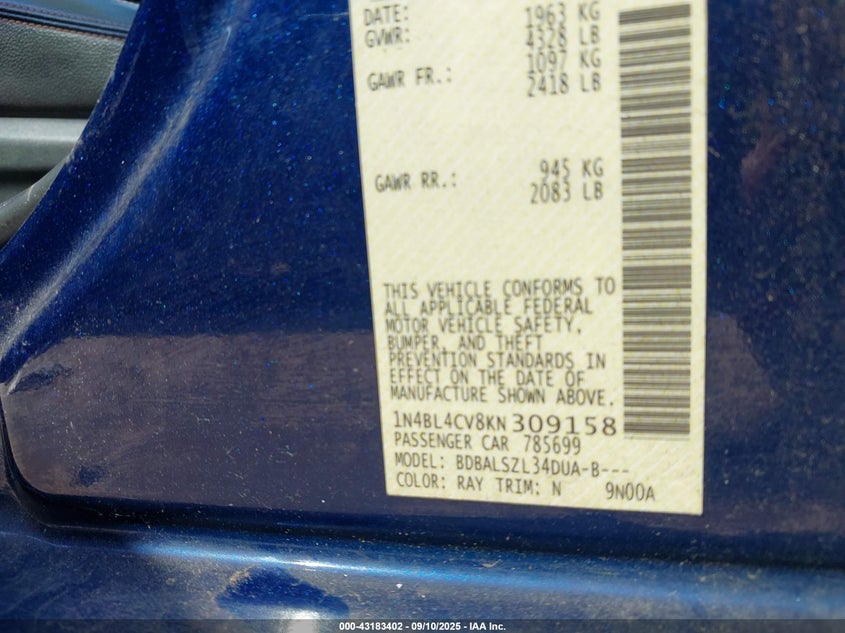 DATE: 1963 KG
GVWR: 4328 LB
1097 KG
GAWR FR.: 2418 LB
945 KG
GAWR RR.: 2083 LB
THIS VEHICLE CONFORMS TO
ALL APPLICABLE FEDERAL
MOTOR VEHICLE SAFETY,
BUMPER, AND THEFT
PREVENTION STANDARDS IN
EFFECT ON THE DATE OF
MANUFACTURE SHOWN ABOVE.
1N4BL4CV8KN309158
PASSENGER CAR 785699
MODEL: BDBALSZL34DUA-B---
COLOR: RAY TRIM: N 9N00A
000-43183402 - 09/10/2025 - IAA Inc.